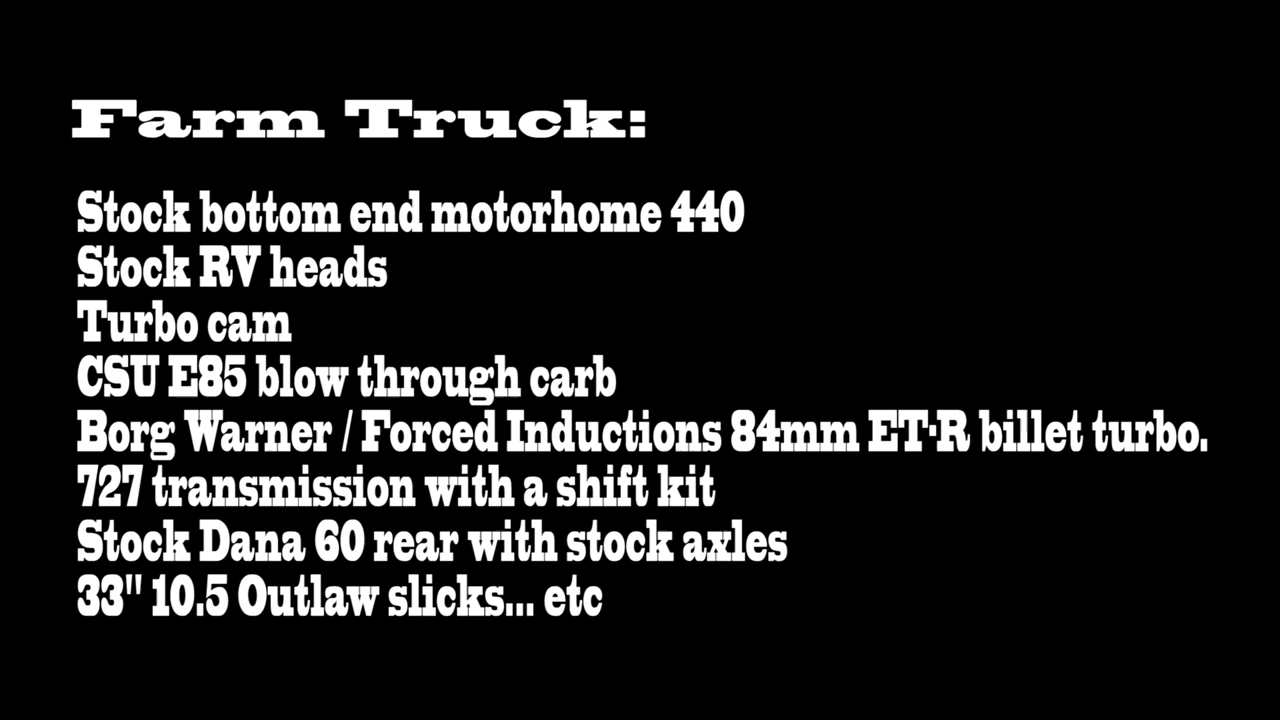 Farm Truck:
Stock bottom end motorhome 440
Stock RV heads
Turbo cam
CSU E85 blow through carb
Borg Warner / Forced Inductions 84mm ET-R billet turbo.
727 transmission with a shift kit
Stock Dana 60 rear with stock axles
33" 10.5 Outlaw slicks... etc